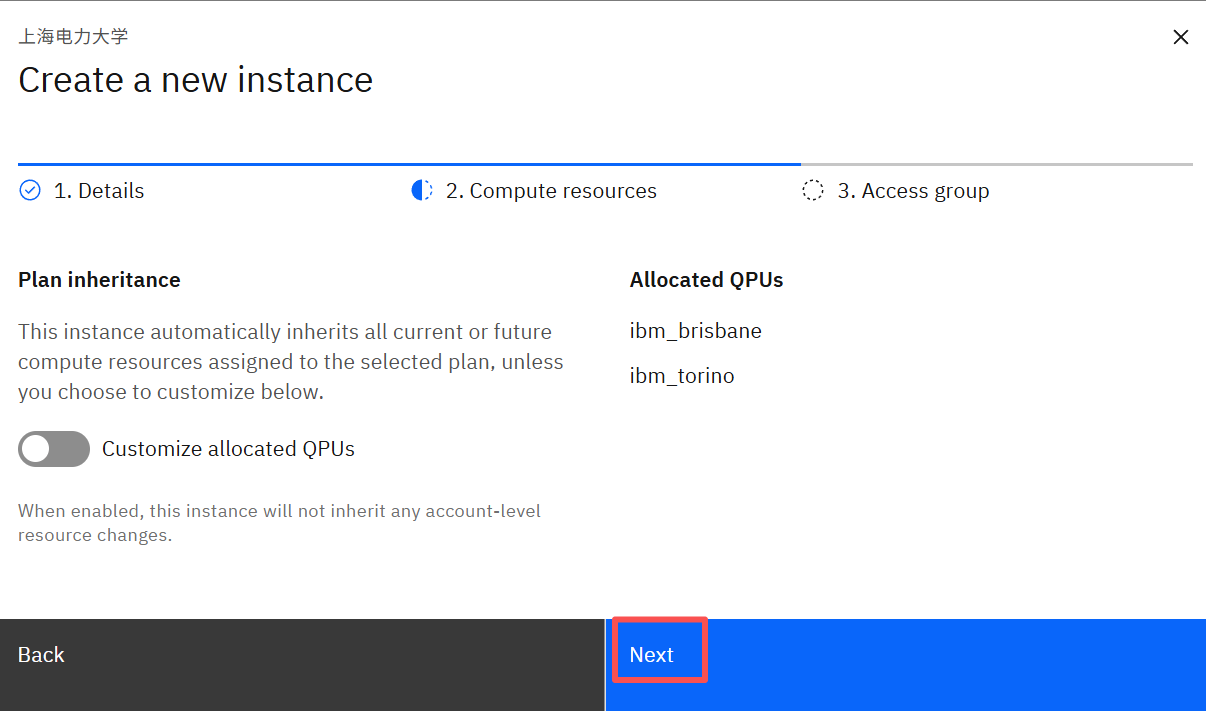 上海电力大学
Create a new instance
1. Details
2. Compute resources
3. Access group
Plan inheritance
This instance automatically inherits all current or future
compute resources assigned to the selected plan, unless
you choose to customize below.
Customize allocated QPUs
When enabled, this instance will not inherit any account-level
resource changes.
Allocated QPUs
ibm_brisbane
ibm_torino
Back
Next